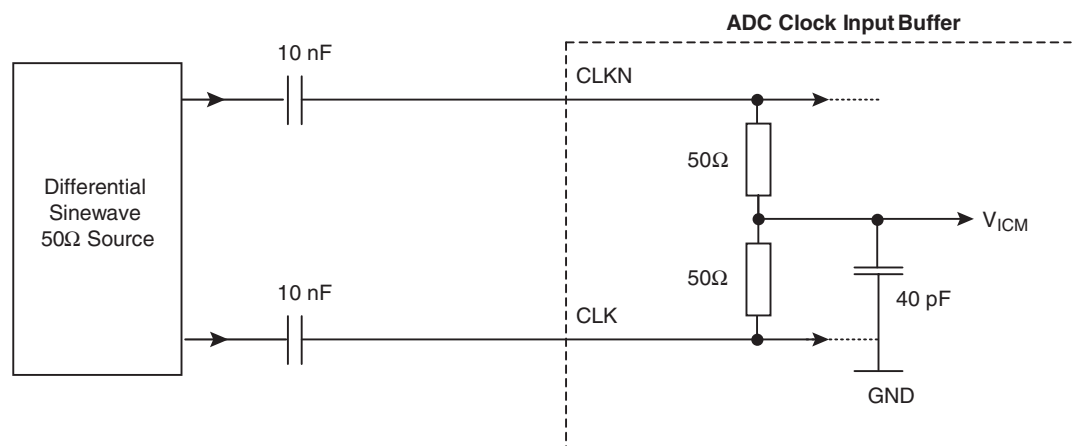 ADC Clock Input Buffer
10 nF
CLKN
50Ω
Differential
Sinewave
50Ω Source
V_ICM
50Ω
10 nF
40 pF
CLK
GND